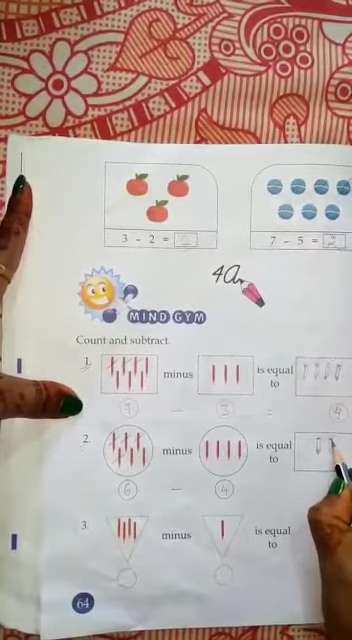 3 - 2 =
7 - 5 = 2
4a
MIND GYM
Count and subtract.
1. minus is equal to
7 - 3 = 4
2. minus is equal to
6 - 4
3. minus is equal to
64